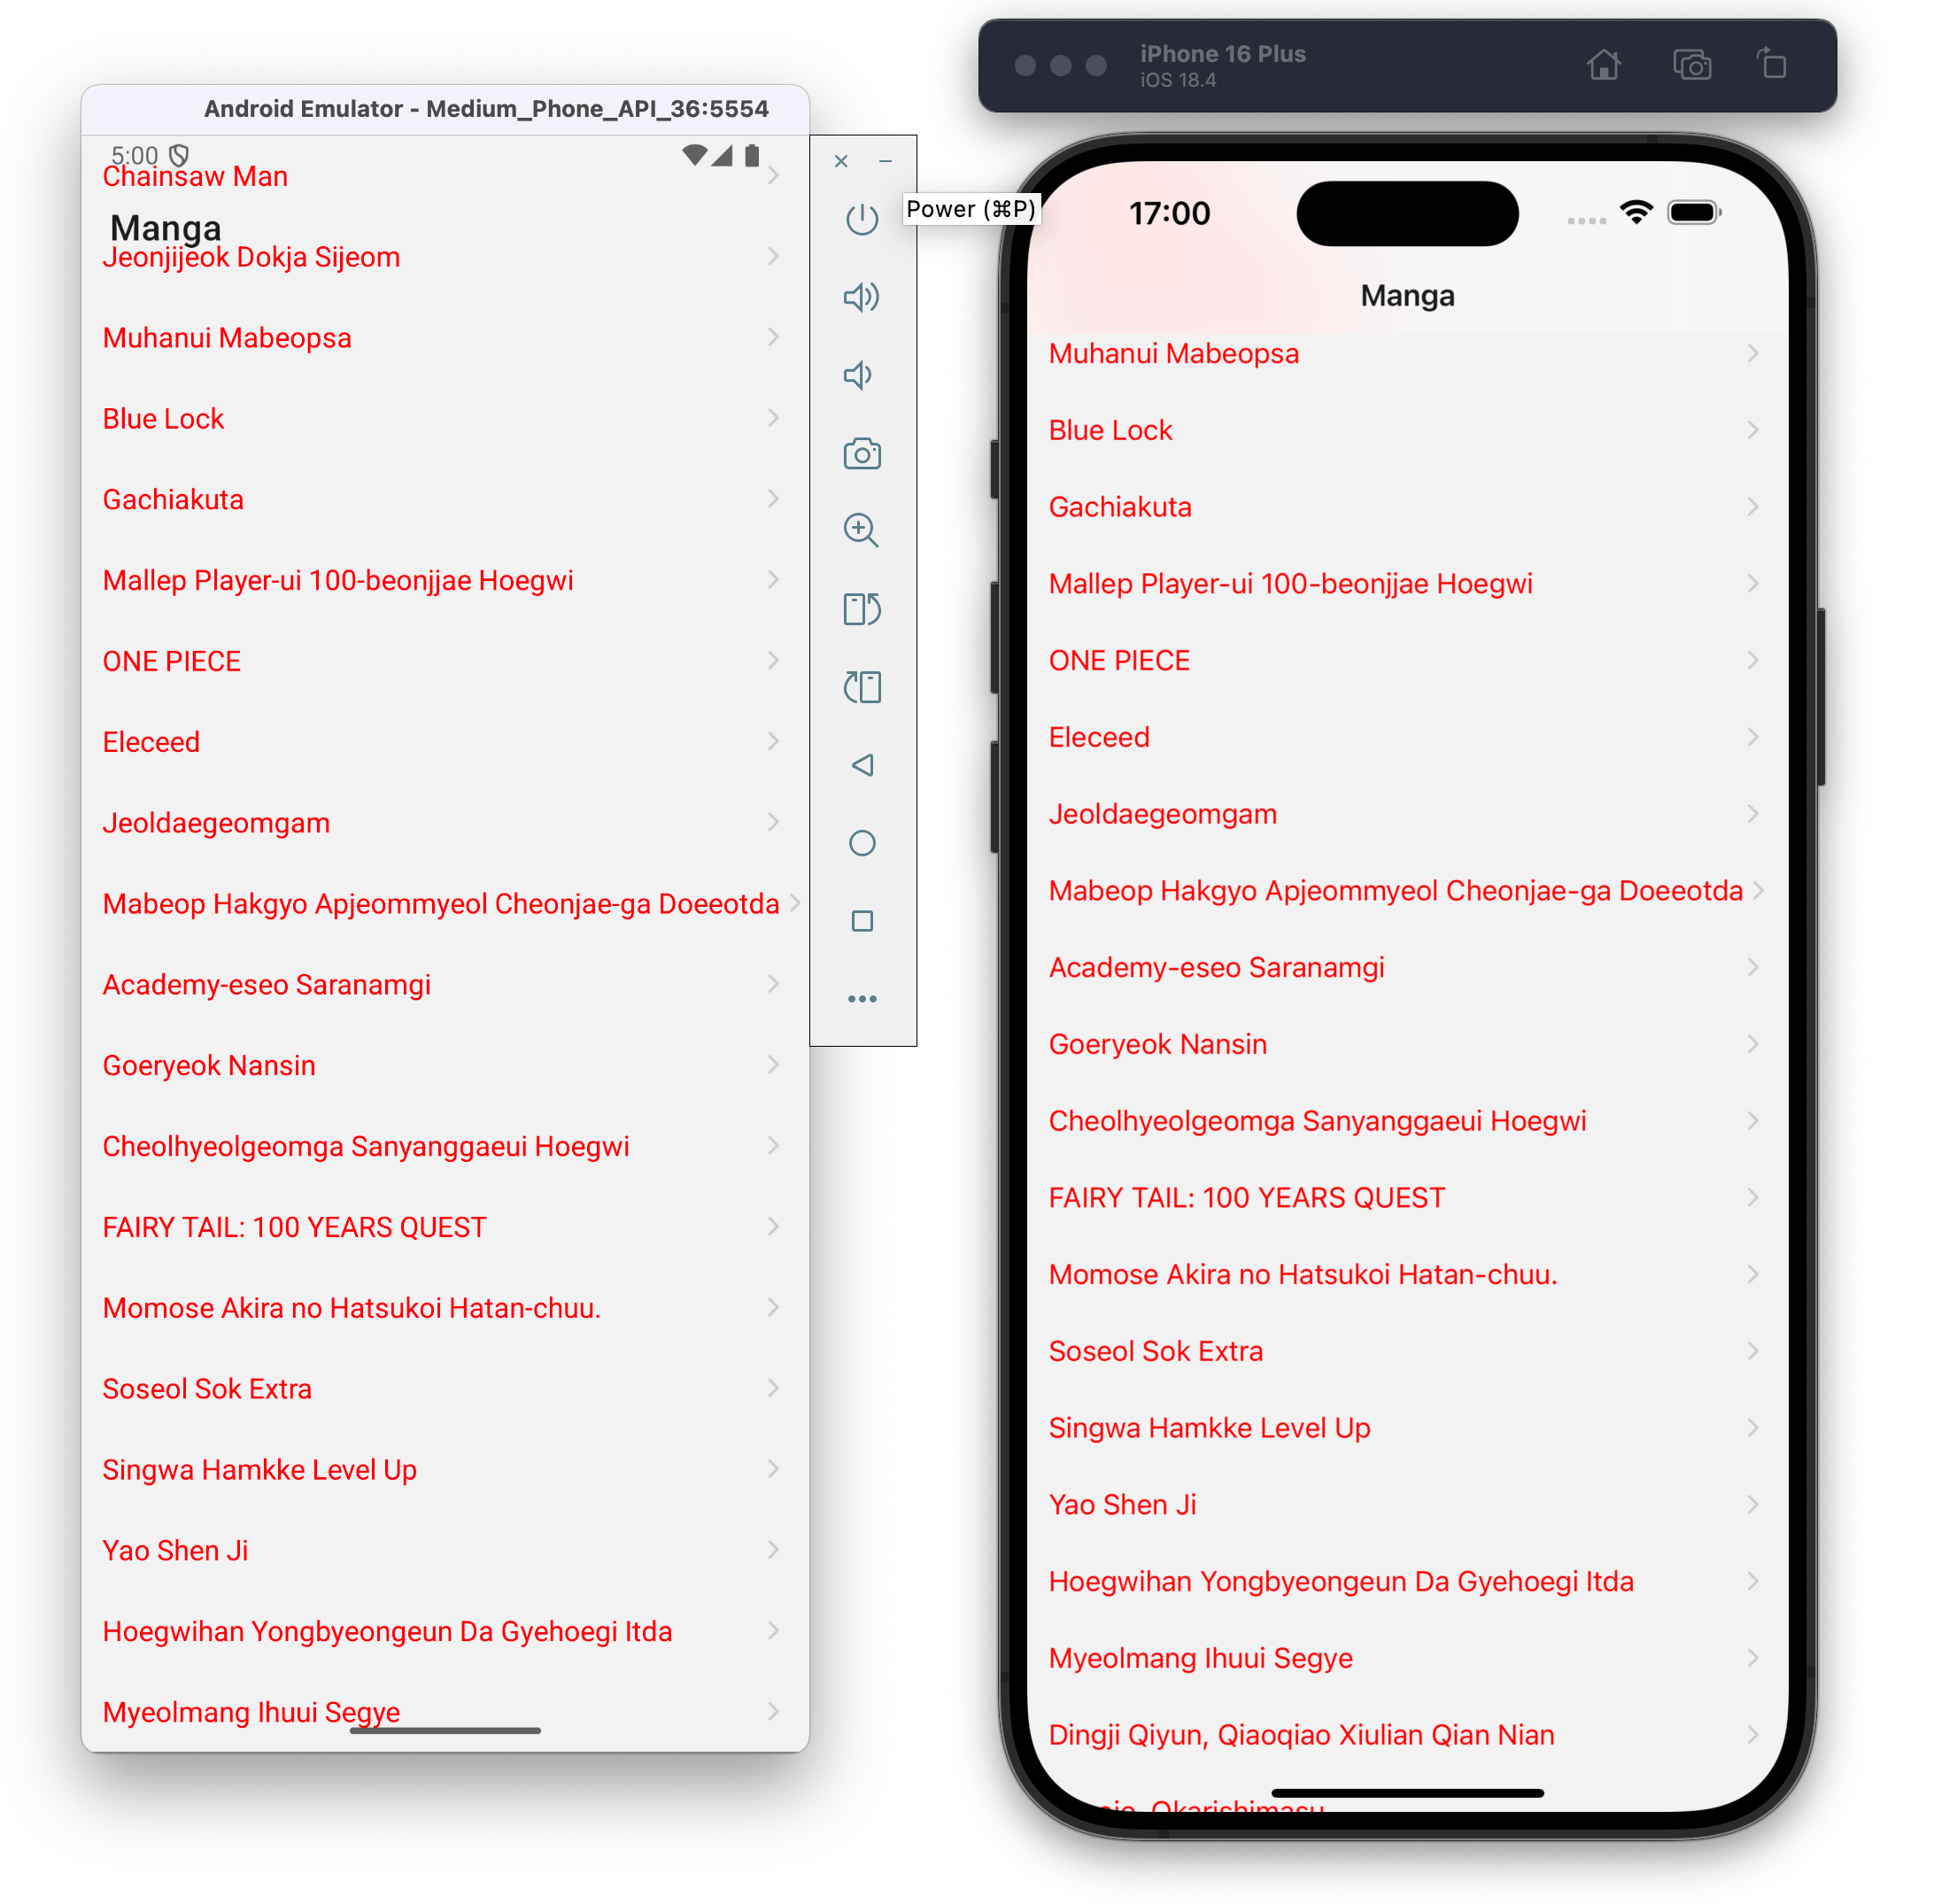 Android Emulator - Medium_Phone_API_36:5554
5:00
Chainsaw Man
Manga
Jeonjijeok Dokja Sijeom
Muhanui Mabeopsa
Blue Lock
Gachiakuta
Mallep Player-ui 100-beonjjae Hoegwi
ONE PIECE
Eleceed
Jeoldaegeomgam
Mabeop Hakgyo Apjeommyeol Cheonjae-ga Doeeotda
Academy-eseo Saranamgi
Goeryeok Nansin
Cheolhyeolgeomga Sanyanggaeui Hoegwi
FAIRY TAIL: 100 YEARS QUEST
Momose Akira no Hatsukoi Hatan-chuu.
Soseol Sok Extra
Singwa Hamkke Level Up
Yao Shen Ji
Hoegwihan Yongbyeongeun Da Gyehoegi Itda
Myeolmang Ihuui Segye
Power (⌘P)
iPhone 16 Plus
iOS 18.4
17:00
Manga
Muhanui Mabeopsa
Blue Lock
Gachiakuta
Mallep Player-ui 100-beonjjae Hoegwi
ONE PIECE
Eleceed
Jeoldaegeomgam
Mabeop Hakgyo Apjeommyeol Cheonjae-ga Doeeotda
Academy-eseo Saranamgi
Goeryeok Nansin
Cheolhyeolgeomga Sanyanggaeui Hoegwi
FAIRY TAIL: 100 YEARS QUEST
Momose Akira no Hatsukoi Hatan-chuu.
Soseol Sok Extra
Singwa Hamkke Level Up
Yao Shen Ji
Hoegwihan Yongbyeongeun Da Gyehoegi Itda
Myeolmang Ihuui Segye
Dingji Qiyun, Qiaoqiao Xiulian Qian Nian
Okarishimasu